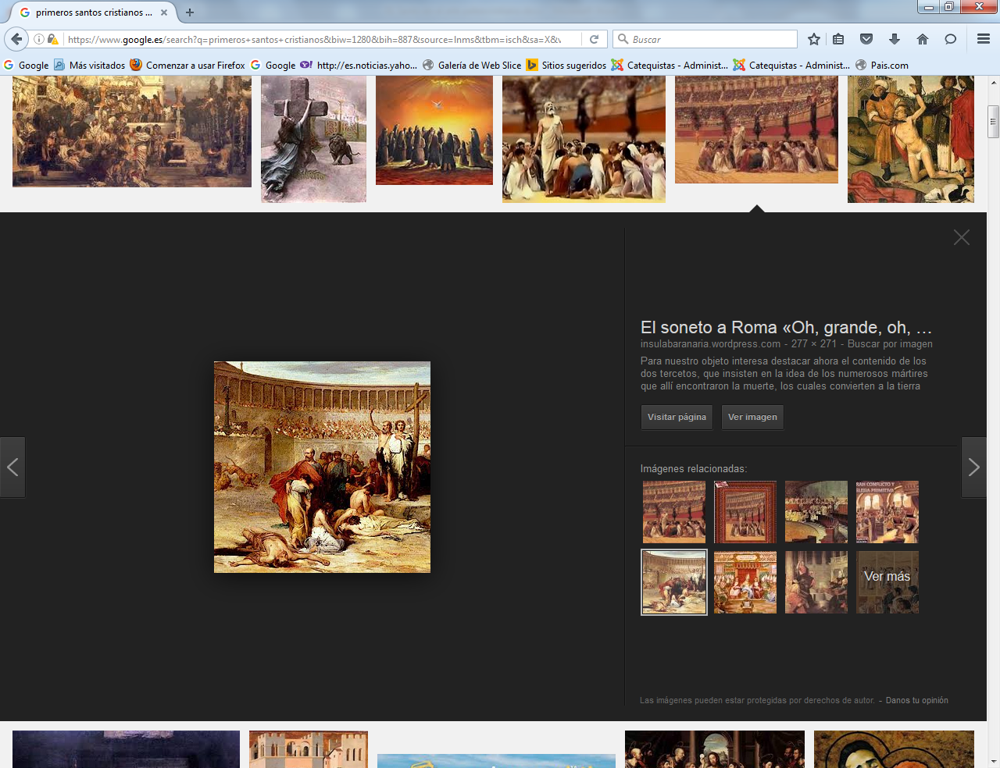 primeros santos cristianos ...
https://www.google.es/search?q=primeros+santos+cristianos&biw=1280&bih=887&source=lnms&tbm=isch&sa=X&v
Buscar
Google
Más visitados
Comenzar a usar Firefox
Google
http://es.noticias.yaho...
Galería de Web Slice
Sitios sugeridos
Catequistas - Administ...
Catequistas - Administ...
Pais.com
El soneto a Roma «Oh, grande, oh, ...
insulabaranaria.wordpress.com - 277 × 271 - Buscar por imagen
Para nuestro objeto interesa destacar ahora el contenido de los
dos tercetos, que insisten en la idea de los numerosos mártires
que allí encontraron la muerte, los cuales convierten a la tierra
Visitar página
Ver imagen
Imágenes relacionadas:
RAN CONFLICTO Y
GLESIA PRIMITIVA
Ver más
Las imágenes pueden estar protegidas por derechos de autor. - Danos tu opinión